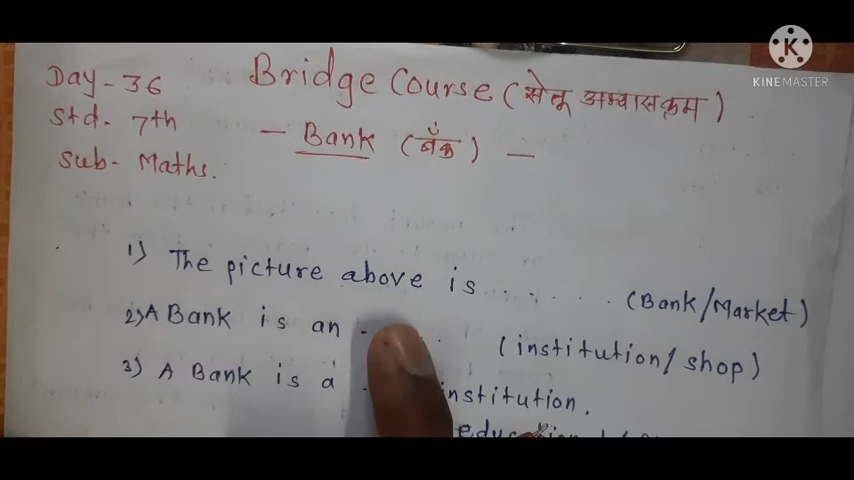 K
KINEMASTER
Day - 36 Bridge Course (सेतू अभ्यासक्रम)
Std. 7th
- Bank (बँक) -
Sub- Maths.
1) The picture above is . . . . . . (Bank/Market)
2) A Bank is an . . . (institution/shop)
3) A Bank is a . institution.